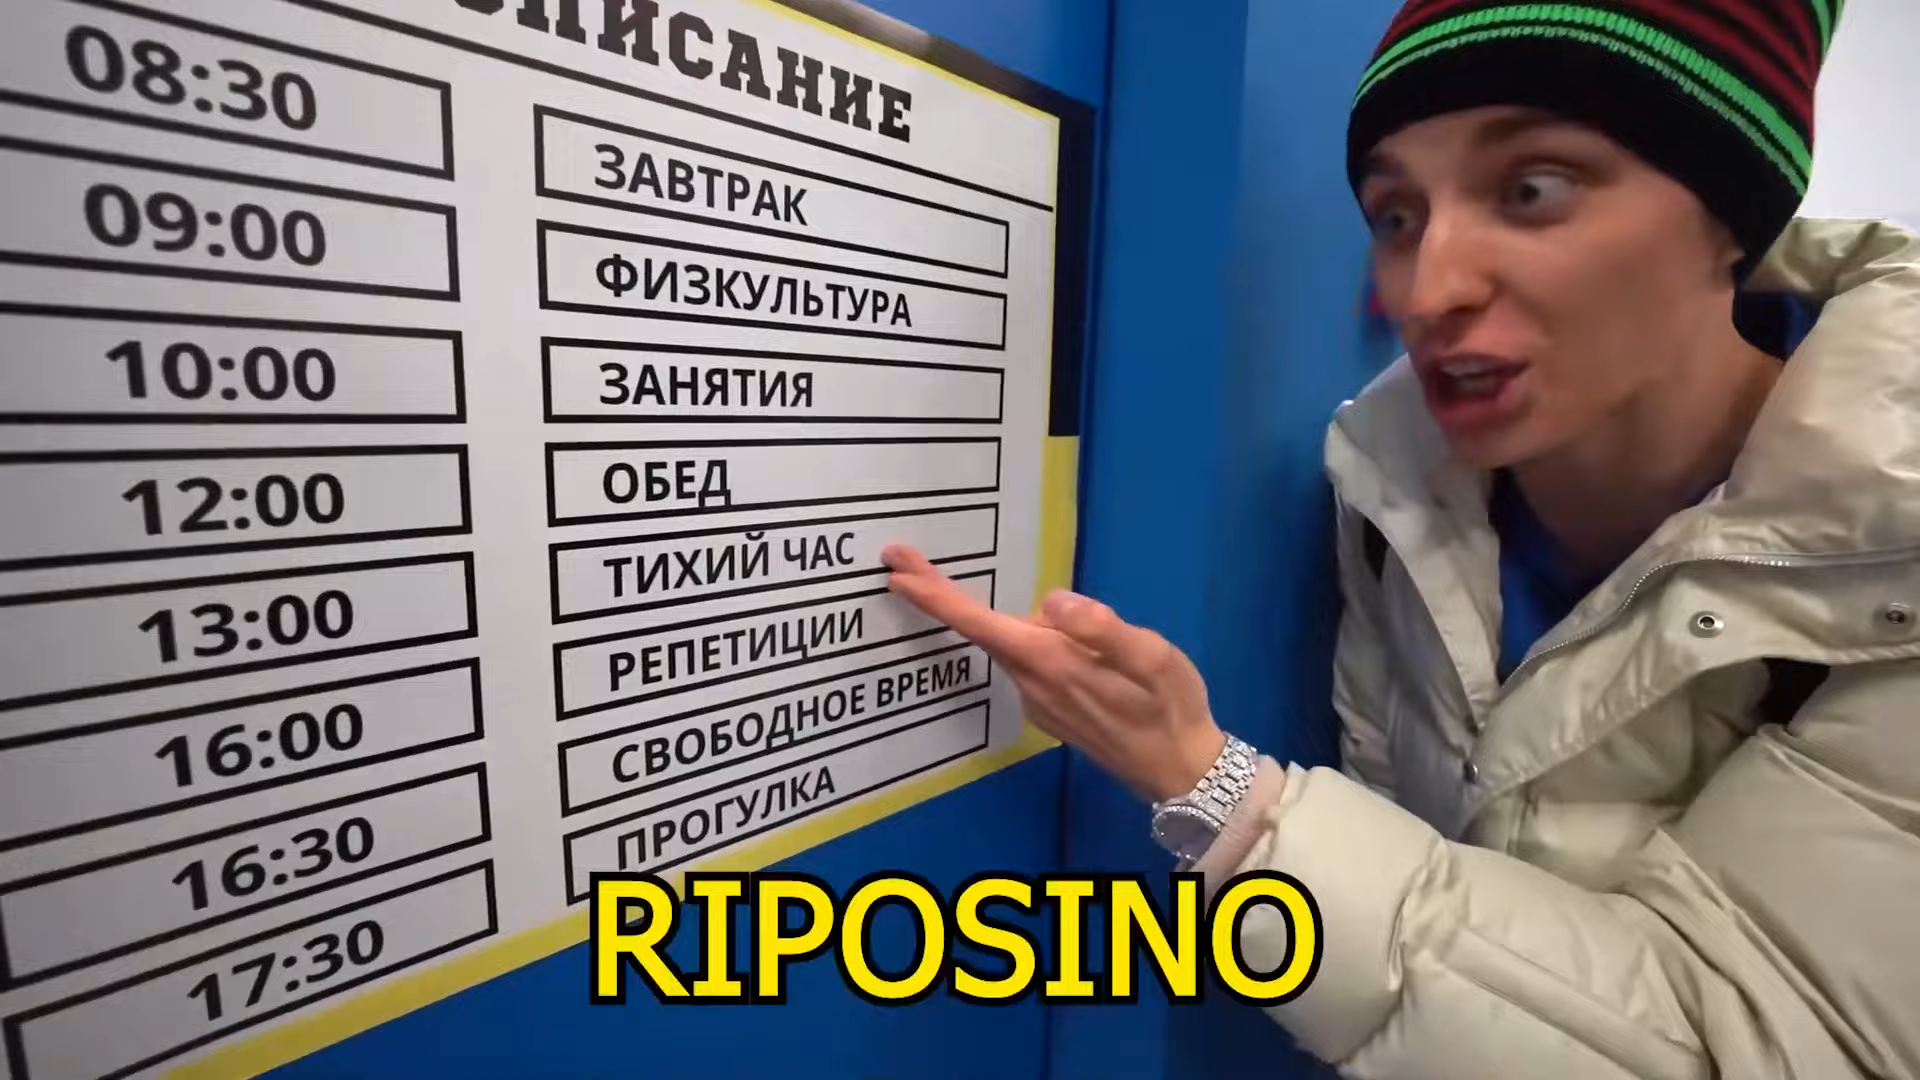 ПИСАНИЕ
08:30 ЗАВТРАК
09:00 ФИЗКУЛЬТУРА
10:00 ЗАНЯТИЯ
12:00 ОБЕД
13:00 ТИХИЙ ЧАС
16:00 РЕПЕТИЦИИ
16:30 СВОБОДНОЕ ВРЕМЯ
17:30 ПРОГУЛКА
RIPOSINO